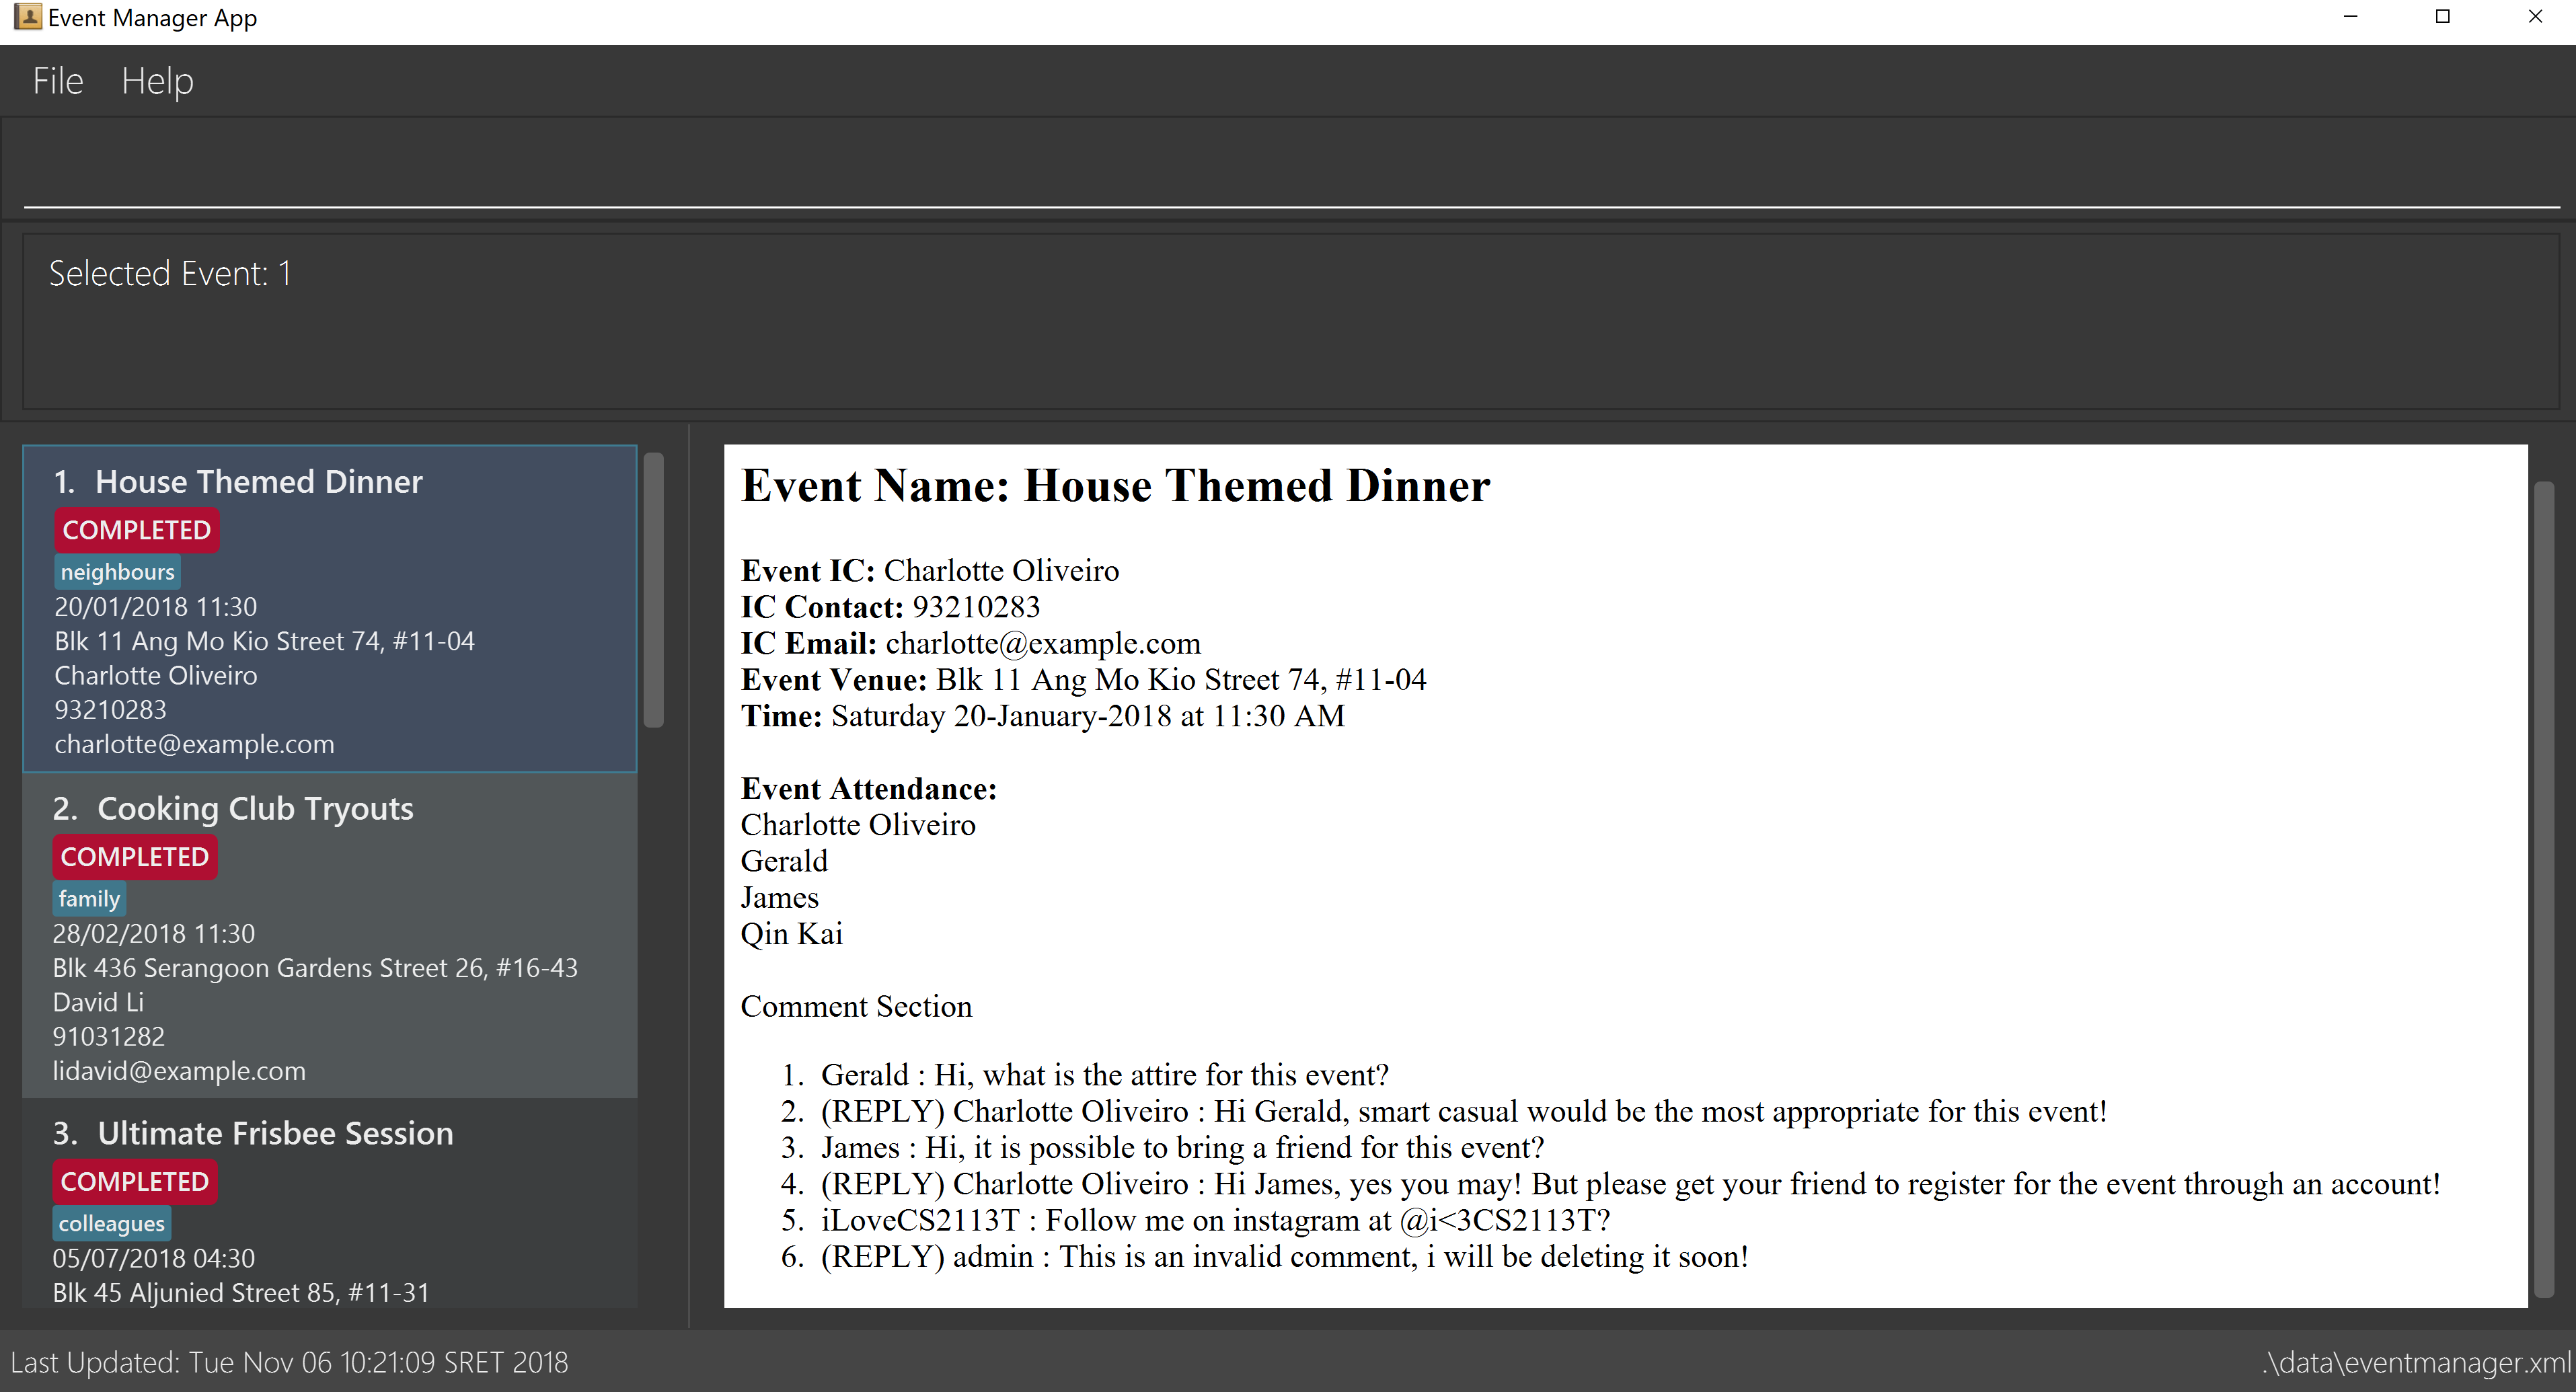 Event Manager App
File Help
Selected Event: 1
1. House Themed Dinner
COMPLETED
neighbours
20/01/2018 11:30
Blk 11 Ang Mo Kio Street 74, #11-04
Charlotte Oliveiro
93210283
charlotte@example.com
2. Cooking Club Tryouts
COMPLETED
family
28/02/2018 11:30
Blk 436 Serangoon Gardens Street 26, #16-43
David Li
91031282
lidavid@example.com
3. Ultimate Frisbee Session
COMPLETED
colleagues
05/07/2018 04:30
Blk 45 Aljunied Street 85, #11-31
Event Name: House Themed Dinner
Event IC: Charlotte Oliveiro
IC Contact: 93210283
IC Email: charlotte@example.com
Event Venue: Blk 11 Ang Mo Kio Street 74, #11-04
Time: Saturday 20-January-2018 at 11:30 AM
Event Attendance:
Charlotte Oliveiro
Gerald
James
Qin Kai
Comment Section
1. Gerald : Hi, what is the attire for this event?
2. (REPLY) Charlotte Oliveiro : Hi Gerald, smart casual would be the most appropriate for this event!
3. James : Hi, it is possible to bring a friend for this event?
4. (REPLY) Charlotte Oliveiro : Hi James, yes you may! But please get your friend to register for the event through an account!
5. iLoveCS2113T : Follow me on instagram at @i<3CS2113T?
6. (REPLY) admin : This is an invalid comment, i will be deleting it soon!
Last Updated: Tue Nov 06 10:21:09 SRET 2018
.\data\eventmanager.xml